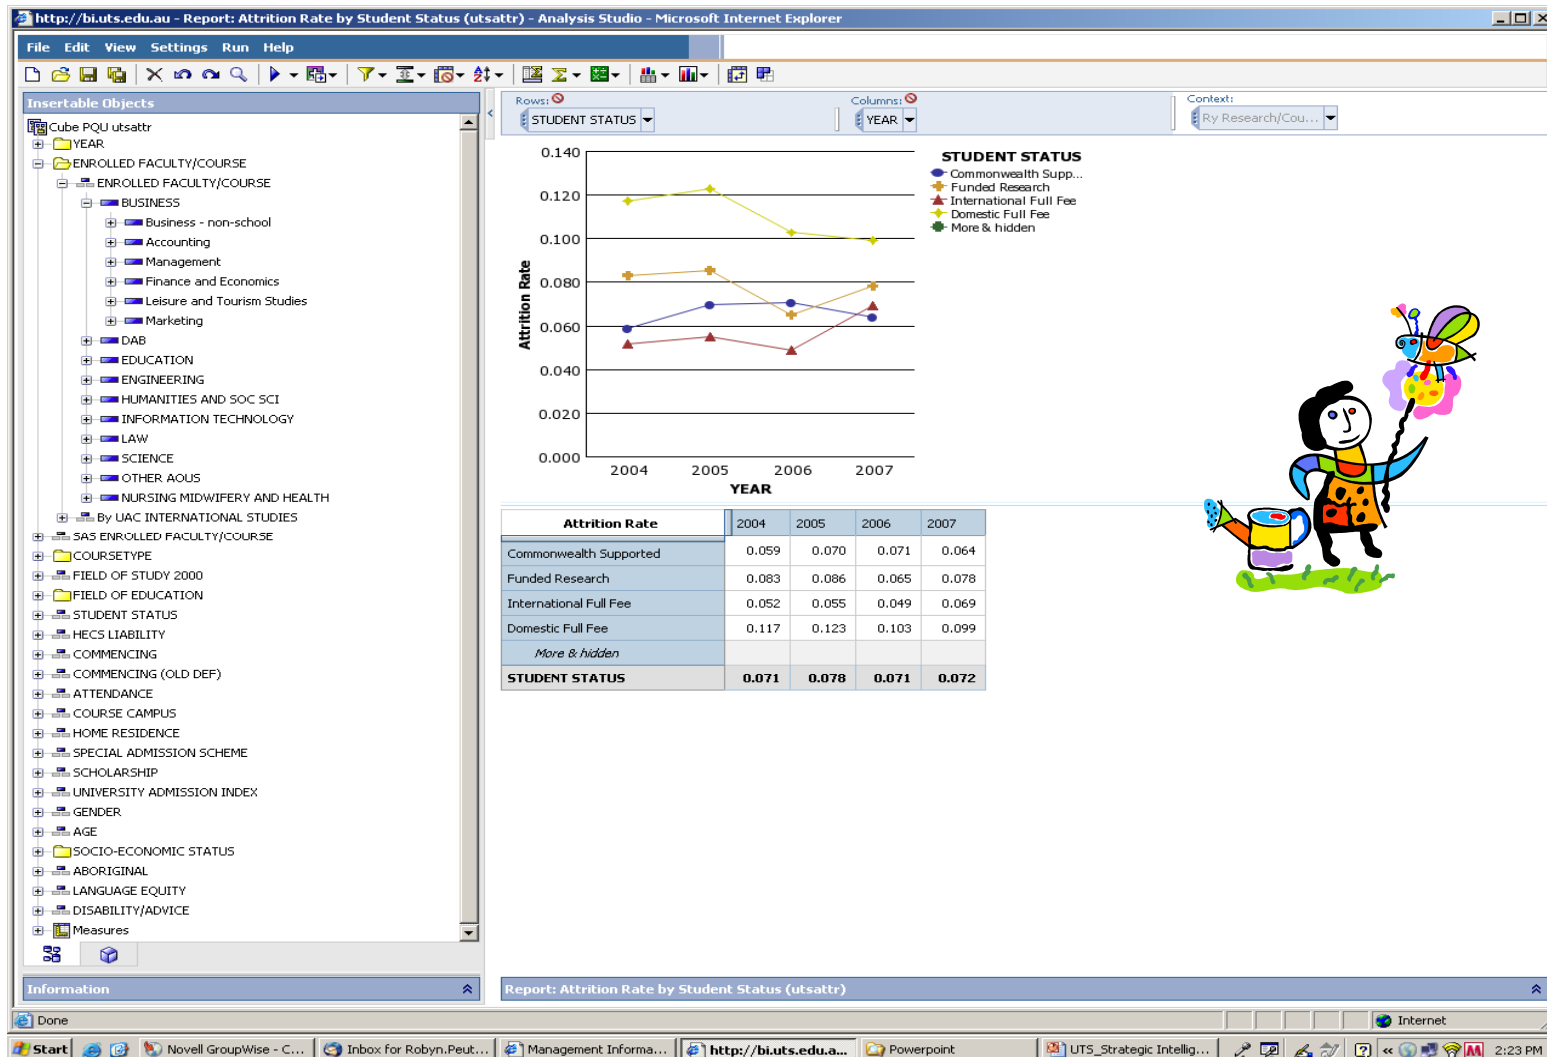 http://bi.uts.edu.au - Report: Attrition Rate by Student Status (utsattr) - Analysis Studio - Microsoft Internet Explorer
File Edit View Settings Run Help
Insertable Objects
Cube PQU utsattr
YEAR
ENROLLED FACULTY/COURSE
ENROLLED FACULTY/COURSE
BUSINESS
Business - non-school
Accounting
Management
Finance and Economics
Leisure and Tourism Studies
Marketing
DAB
EDUCATION
ENGINEERING
HUMANITIES AND SOC SCI
INFORMATION TECHNOLOGY
LAW
SCIENCE
OTHER AOUS
NURSING MIDWIFERY AND HEALTH
By UAC INTERNATIONAL STUDIES
SAS ENROLLED FACULTY/COURSE
COURSETYPE
FIELD OF STUDY 2000
FIELD OF EDUCATION
STUDENT STATUS
HECS LIABILITY
COMMENCING
COMMENCING (OLD DEF)
ATTENDANCE
COURSE CAMPUS
HOME RESIDENCE
SPECIAL ADMISSION SCHEME
SCHOLARSHIP
UNIVERSITY ADMISSION INDEX
GENDER
AGE
SOCIO-ECONOMIC STATUS
ABORIGINAL
LANGUAGE EQUITY
DISABILITY/ADVICE
Measures
Information
Rows: Columns: Context:
STUDENT STATUS YEAR Ry Research/Cou...
0.140
0.120
0.100
0.080
0.060
0.040
0.020
0.000
Attrition Rate
2004 2005 2006 2007
YEAR
STUDENT STATUS
Commonwealth Supp...
Funded Research
International Full Fee
Domestic Full Fee
More & hidden
Attrition Rate 2004 2005 2006 2007
Commonwealth Supported 0.059 0.070 0.071 0.064
Funded Research 0.083 0.086 0.065 0.078
International Full Fee 0.052 0.055 0.049 0.069
Domestic Full Fee 0.117 0.123 0.103 0.099
More & hidden
STUDENT STATUS 0.071 0.078 0.071 0.072
Report: Attrition Rate by Student Status (utsattr)
Done Internet
Start Novell GroupWise - C... Inbox for Robyn.Peut... Management Informa... http://bi.uts.edu.a... Powerpoint UTS_Strategic Intellig... 2:23 PM